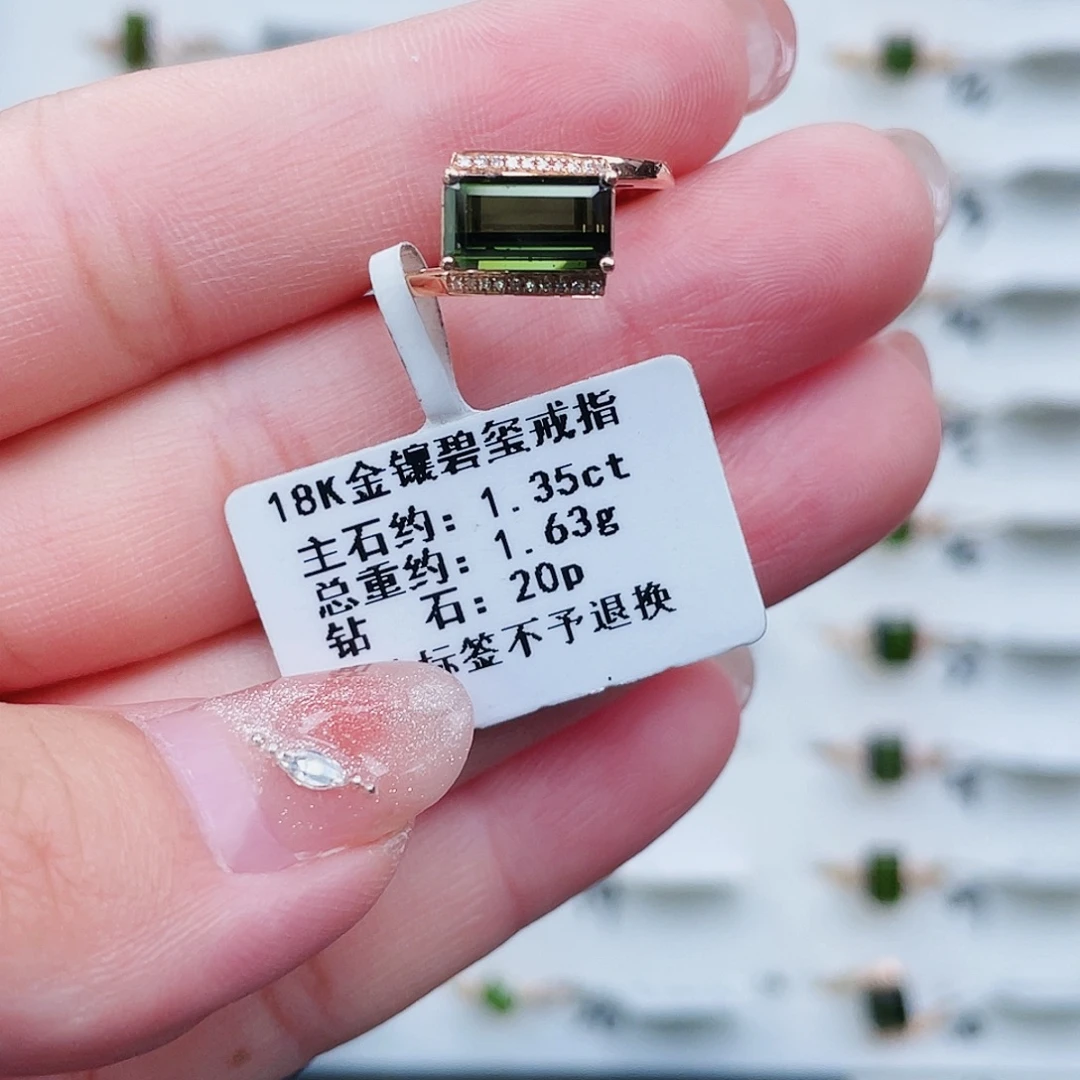 18K金镶碧玺戒指
主石约: 1.35ct
总重约: 1.63g
钻 石: 20p
标签不予退换